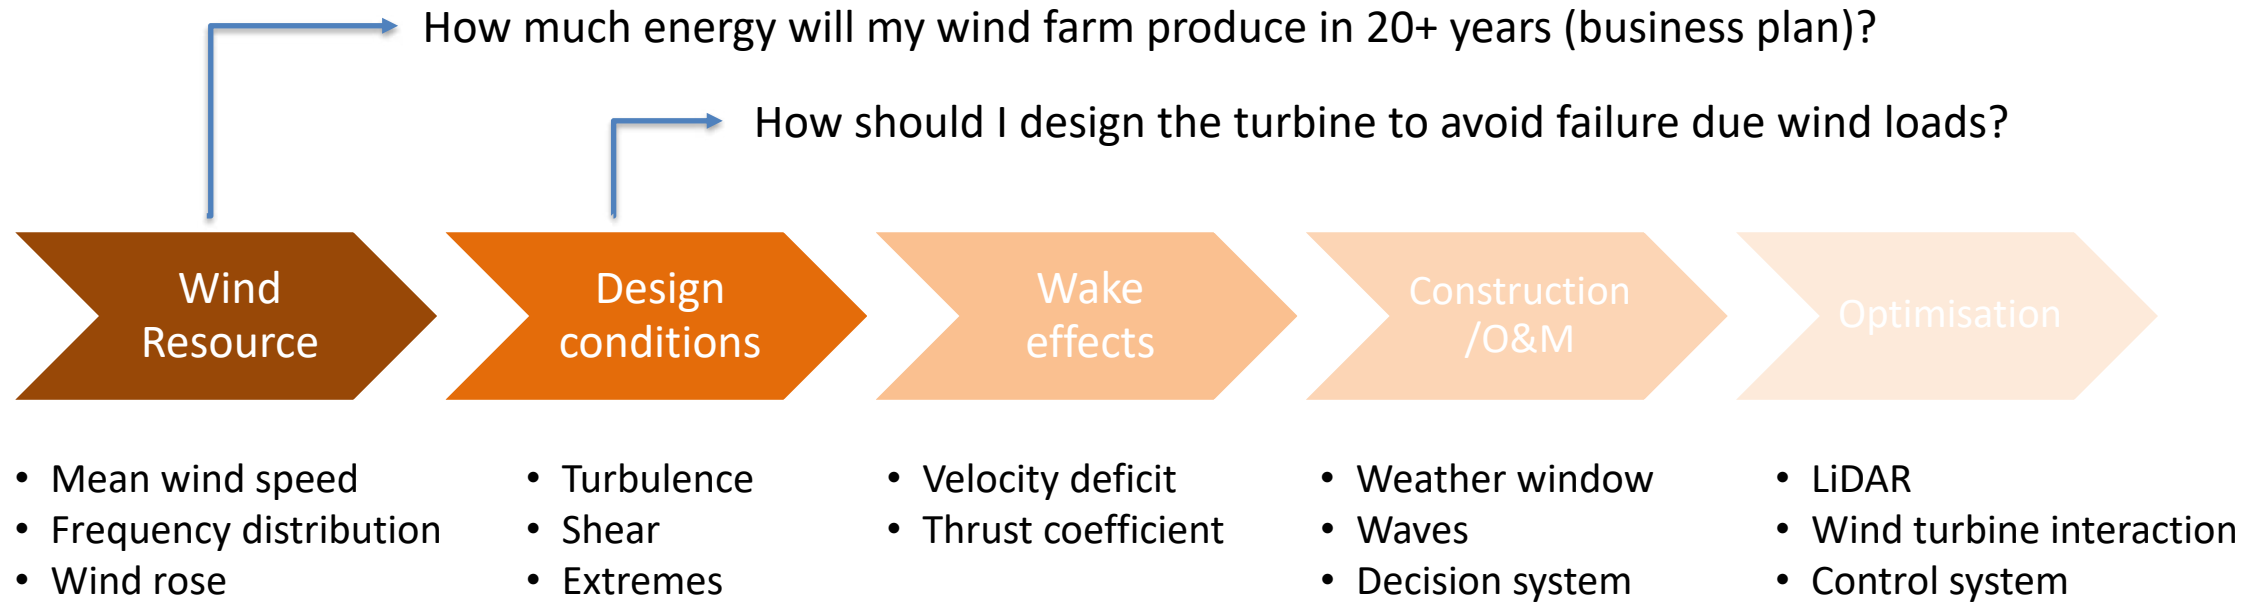 How much energy will my wind farm produce in 20+ years (business plan)?
How should I design the turbine to avoid failure due wind loads?
Wind
Resource
Design
conditions
Wake
effects
Construction
/O&M
Optimisation
• Mean wind speed
• Frequency distribution
• Wind rose
• Turbulence
• Shear
• Extremes
• Velocity deficit
• Thrust coefficient
• Weather window
• Waves
• Decision system
• LiDAR
• Wind turbine interaction
• Control system